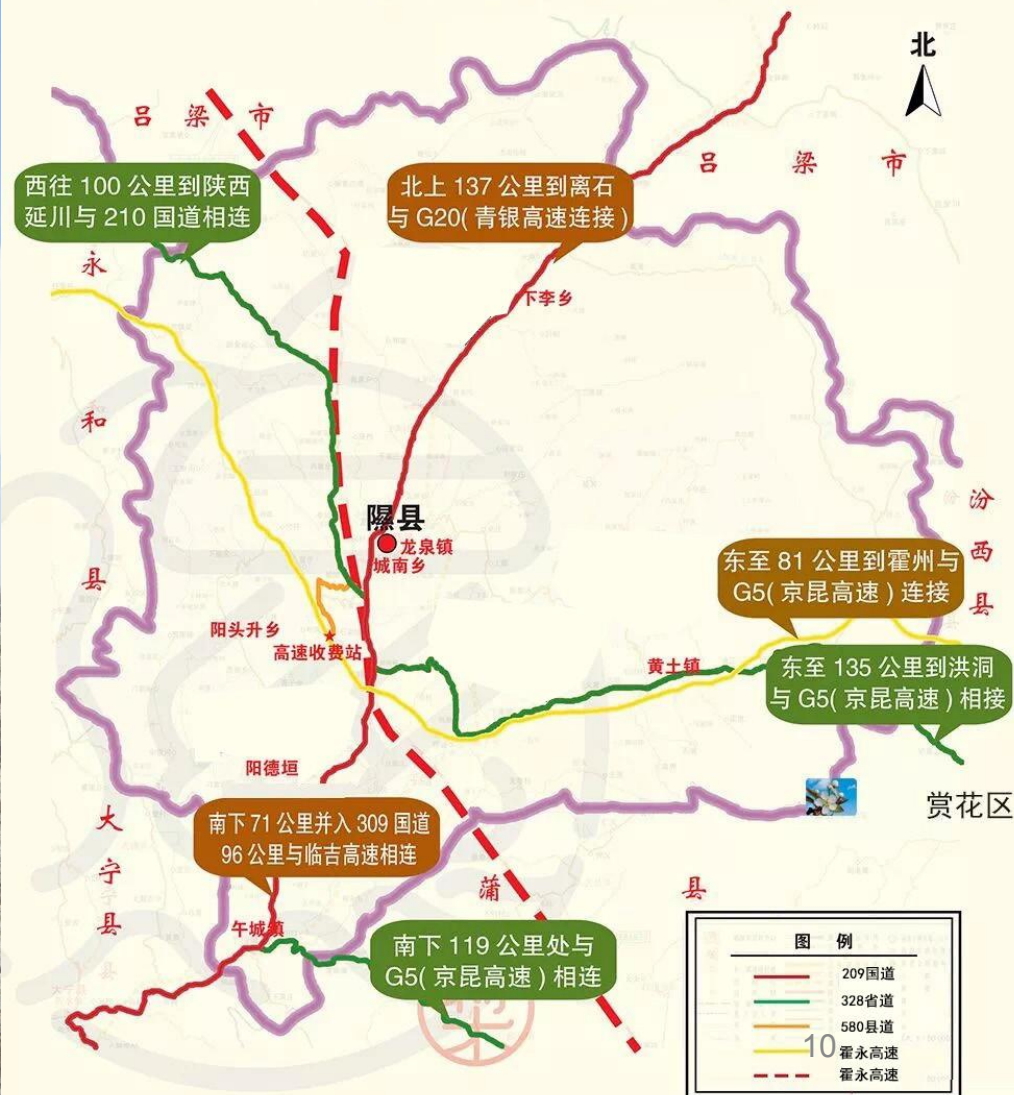 北
吕梁市
吕梁市
西往 100 公里到陕西
延川与 210 国道相连
北上 137 公里到离石
与 G20( 青银高速连接 )
永和县
下李乡
隰县
龙泉镇
城南乡
汾西县
东至 81 公里到霍州与
G5( 京昆高速 ) 连接
阳头升乡
高速收费站
黄土镇
东至 135 公里到洪洞
与 G5( 京昆高速 ) 相接
阳德垣
赏花区
大宁县
南下 71 公里并入 309 国道
96 公里与临吉高速相连
蒲县
午城镇
南下 119 公里处与
G5( 京昆高速 ) 相连
图 例
209国道
328省道
580县道
10
霍永高速
霍永高速